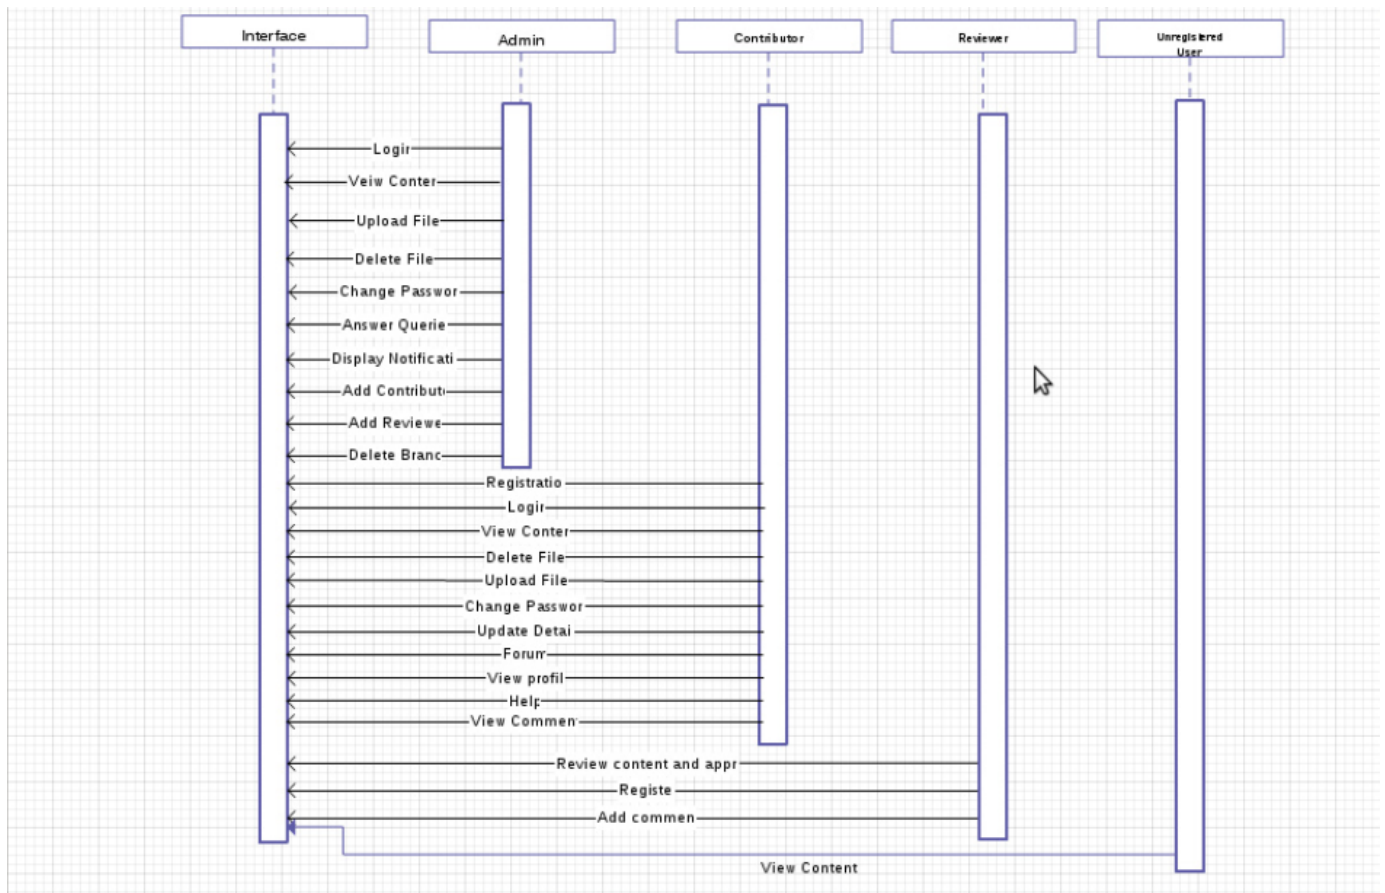 Interface
Admin
Contributor
Reviewer
Unregistered
User
Login
Veiw Conter
Upload File
Delete File
Change Passwor
Answer Querie
Display Notificati
Add Contribut
Add Reviewe
Delete Branc
Registratio
Login
View Conter
Delete File
Upload File
Change Passwor
Update Detai
Forum
View profil
Help
View Commen
Review content and appr
Registe
Add commen
View Content